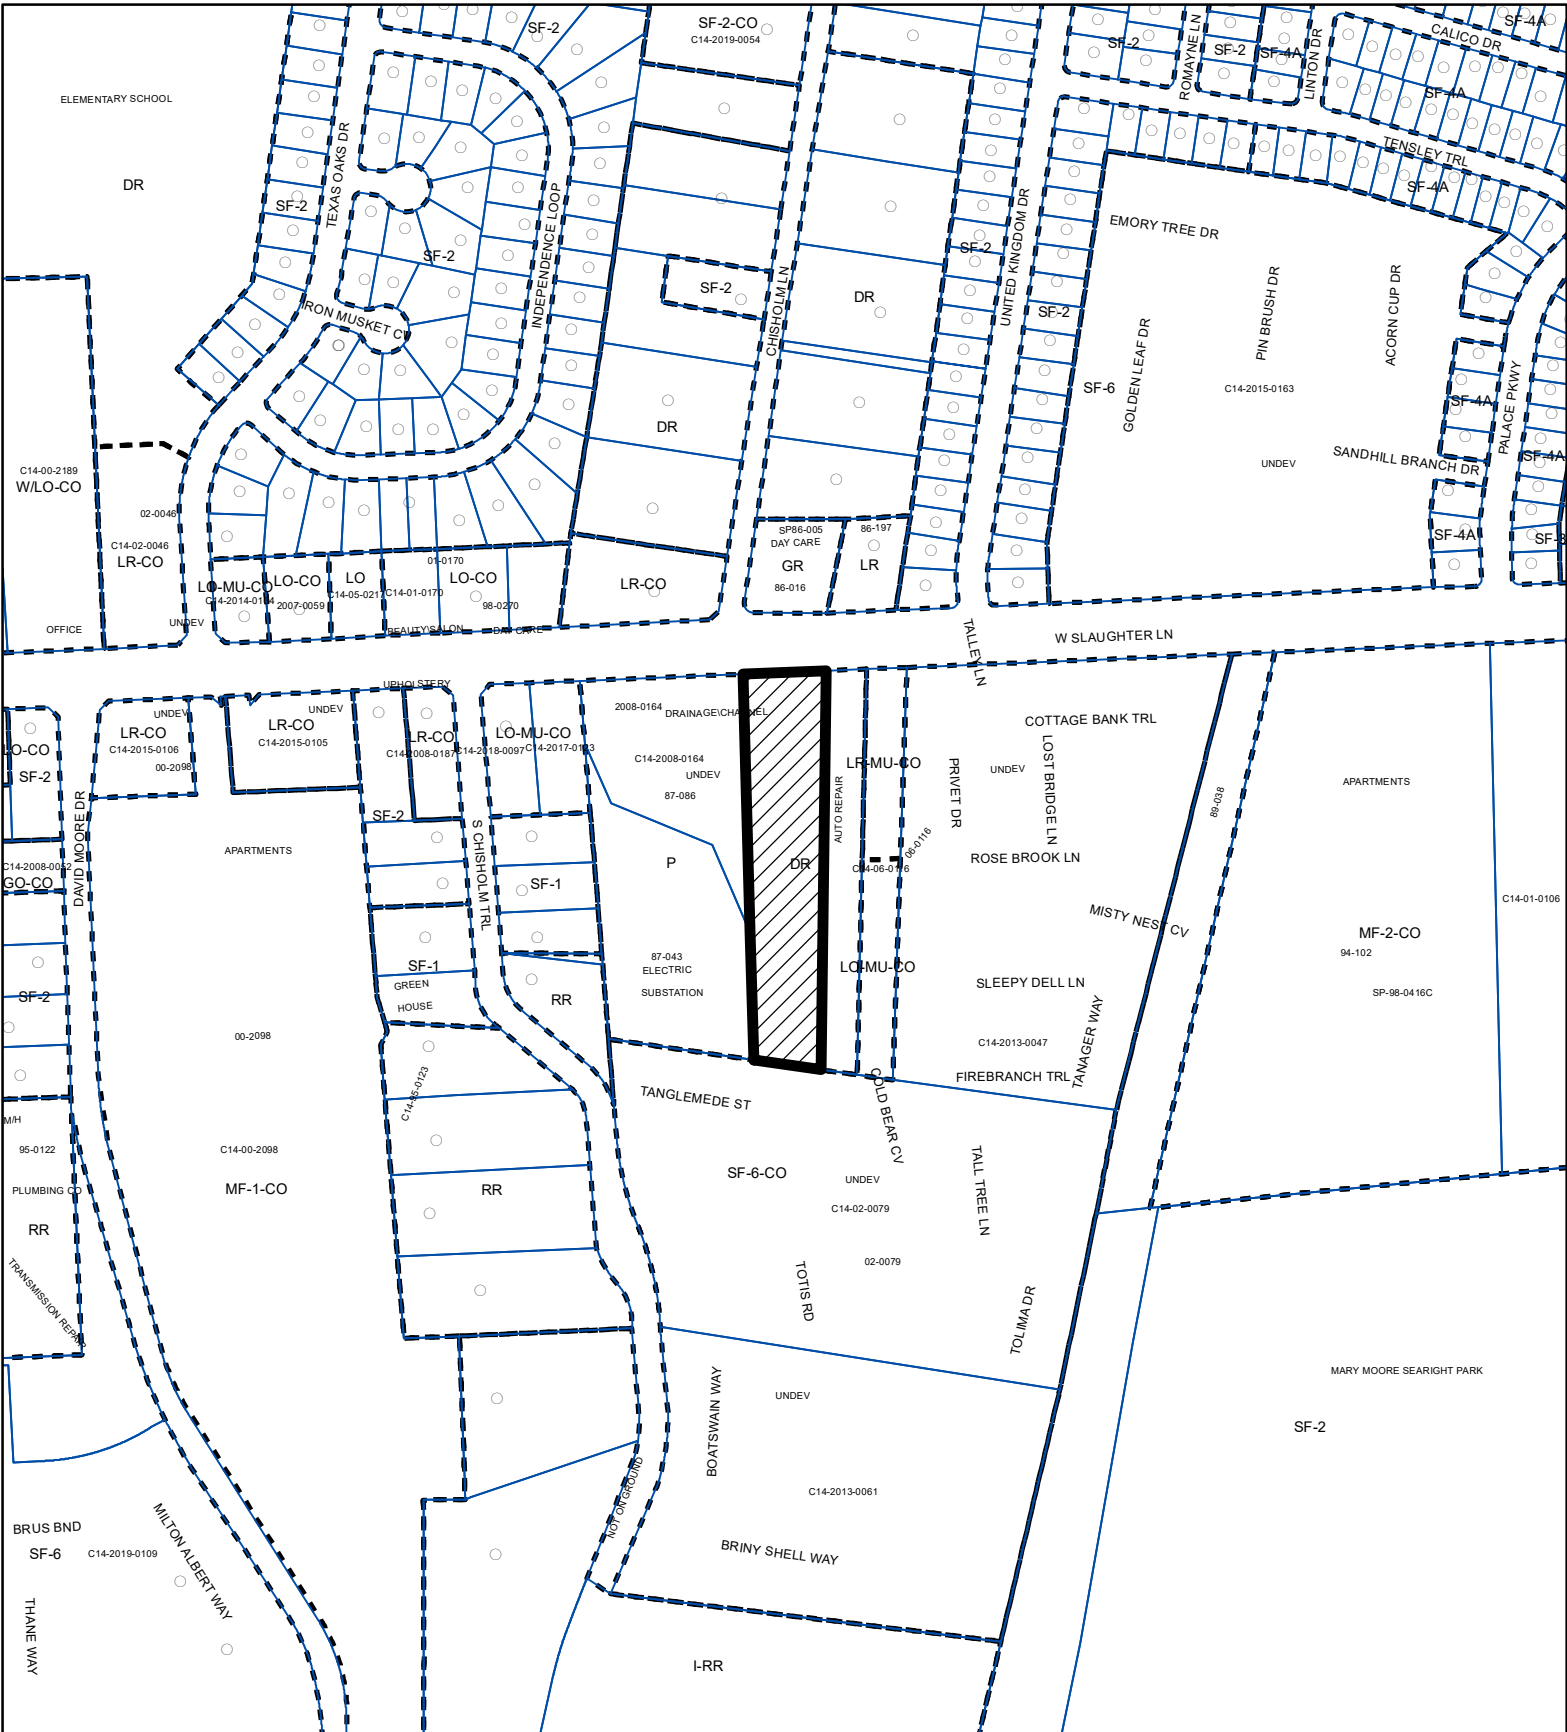 SF-2
SF-2-CO
C14-2019-0054
SF-2
ROMAYNE LN
SF-2
SF-4A
LINTON DR
SF-4A
CALICO DR
SF-4A
ELEMENTARY SCHOOL
DR
TEXAS OAKS DR
SF-2
SF-2
INDEPENDENCE LOOP
IRON MUSKET CV
SF-2
CHISHOLM LN
DR
DR
SF-2
UNITED KINGDOM DR
SF-2
TENSLEY TRL
SF-4A
EMORY TREE DR
PIN BRUSH DR
ACORN CUP DR
GOLDEN LEAF DR
SF-6
C14-2015-0163
SF-4A
PALACE PKWY
SF-4A
UNDEV
SANDHILL BRANCH DR
SF-4A
C14-00-2189
W/LO-CO
02-0046
C14-02-0046
LR-CO
OFFICE
UNDEV
LO-MU-CO
LO-CO
2007-0059
LO
C14-05-0217
C14-01-0170
01-0170
LO-CO
98-0270
BEAUTY\SALON
DAY CARE
LR-CO
SP86-005
DAY CARE
GR
86-016
86-197
LR
TALLEY LN
W SLAUGHTER LN
UPHOLSTERY
UNDEV
LR-CO
C14-2015-0106
00-2098
UNDEV
LR-CO
C14-2015-0105
LR-CO
C14-2008-0187
C14-2018-0097
LO-MU-CO
C14-2017-0123
2008-0164
DRAINAGE\CHANNEL
C14-2008-0164
UNDEV
87-086
LO-CO
SF-2
DAVID MOORE DR
SF-2
S CHISHOLM TRL
APARTMENTS
C14-2008-0052
GO-CO
SF-1
P
DR
AUTO REPAIR
LR-MU-CO
C14-06-0116
06-0116
LO-MU-CO
PRIVET DR
COTTAGE BANK TRL
UNDEV
LOST BRIDGE LN
ROSE BROOK LN
MISTY NEST CV
SLEEPY DELL LN
C14-2013-0047
FIREBRANCH TRL
TANAGER WAY
89-038
APARTMENTS
C14-01-0106
MF-2-CO
94-102
SP-98-0416C
SF-1
GREEN
HOUSE
SF-2
RR
87-043
ELECTRIC
SUBSTATION
00-2098
C14-95-0123
TANGLEMEDE ST
COLD BEAR CV
M/H
95-0122
PLUMBING CO
RR
TRANSMISSION REPAIR
C14-00-2098
MF-1-CO
RR
SF-6-CO
UNDEV
C14-02-0079
02-0079
TALL TREE LN
TOTIS RD
TOLIMA DR
MARY MOORE SEARIGHT PARK
SF-2
BOATSWAIN WAY
UNDEV
C14-2013-0061
NOT ON GROUND
BRINY SHELL WAY
BRUS BND
SF-6
C14-2019-0109
MILTON ALBERT WAY
THANE WAY
I-RR